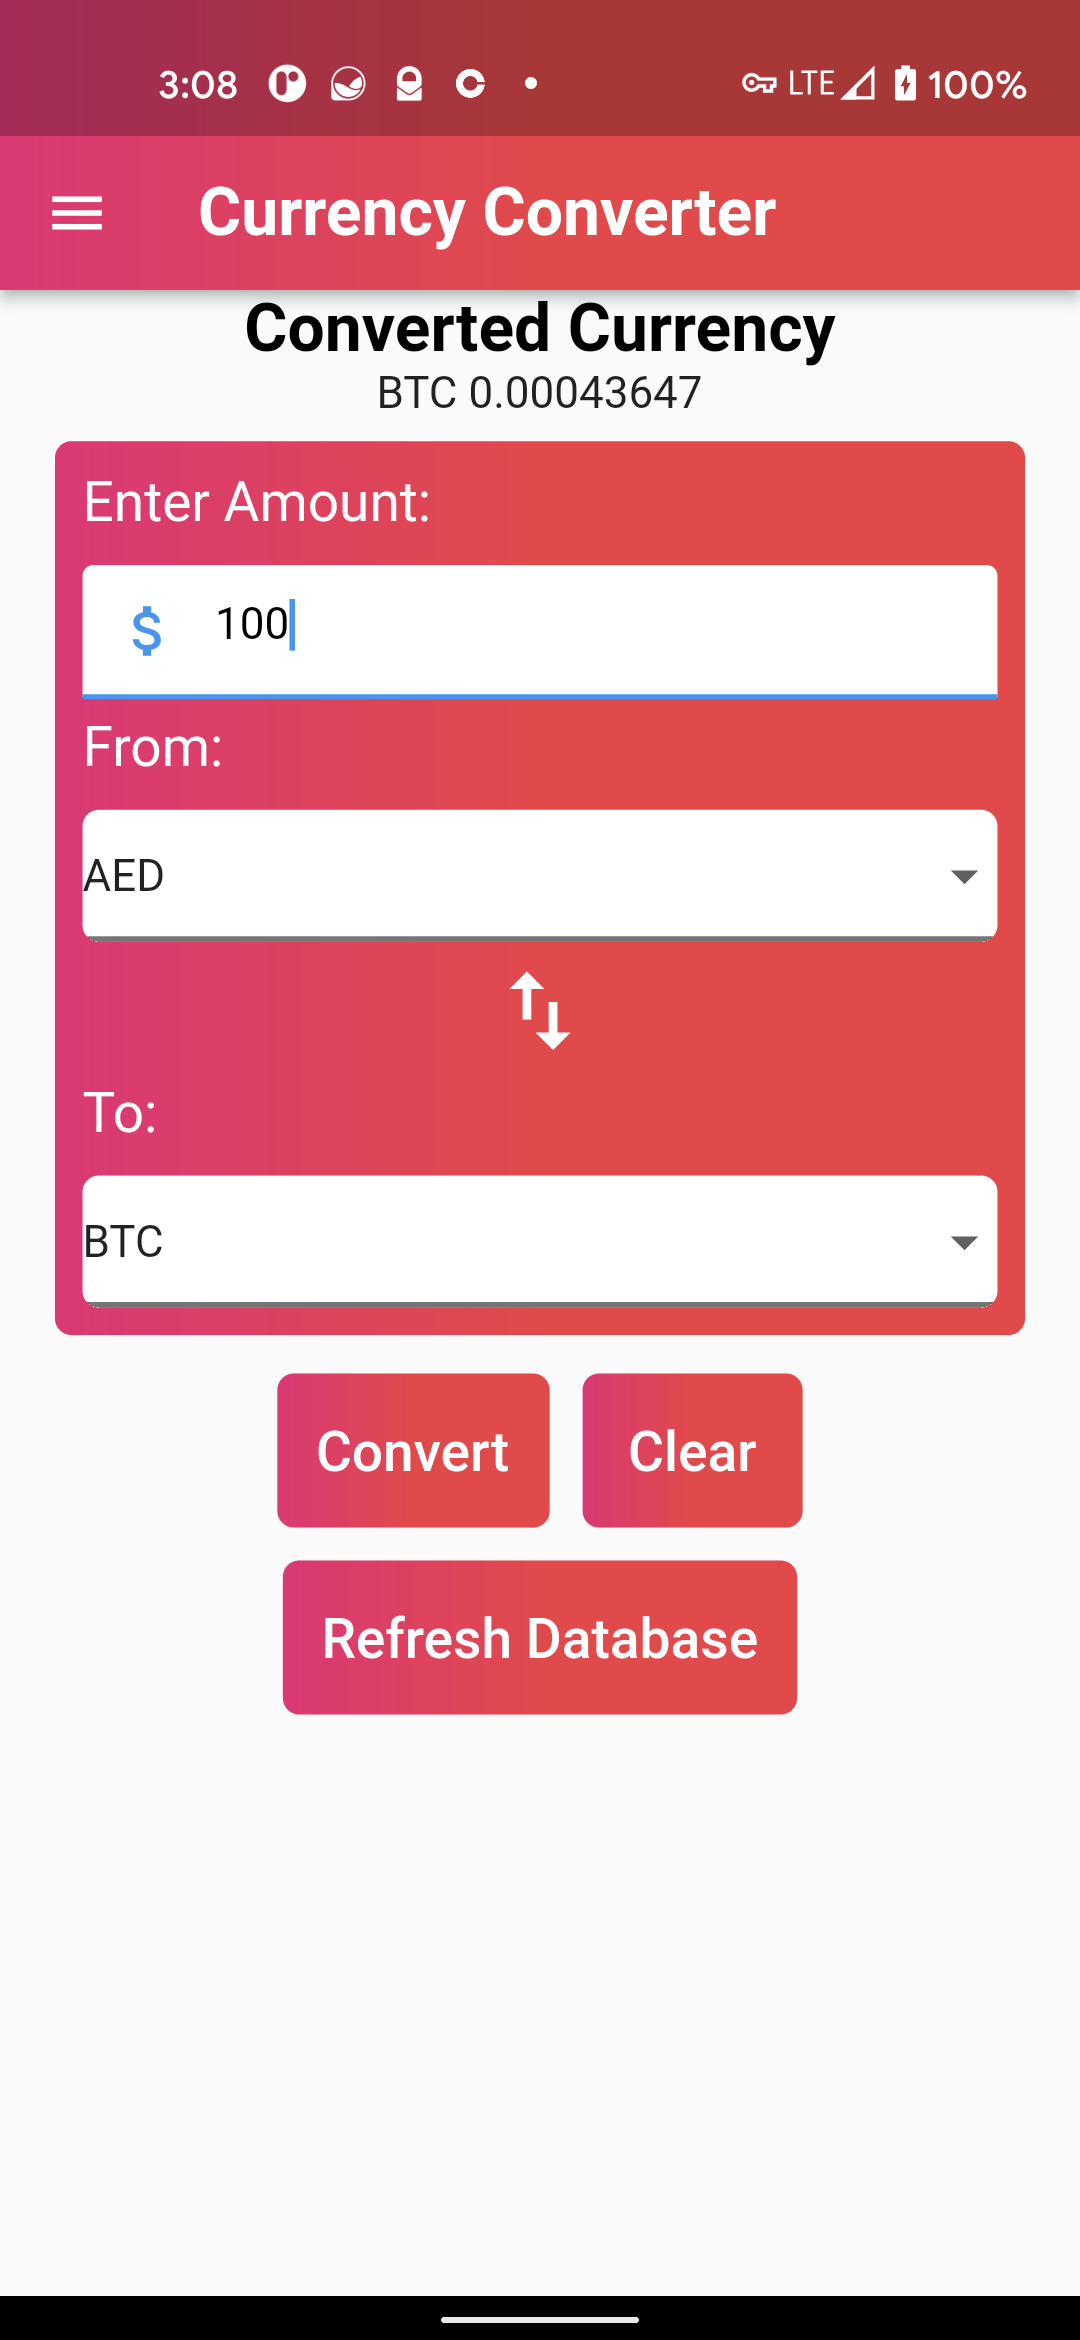 3:08 LTE 100%
Currency Converter
Converted Currency
BTC 0.00043647
Enter Amount:
$ 100
From:
AED
To:
BTC
Convert Clear
Refresh Database